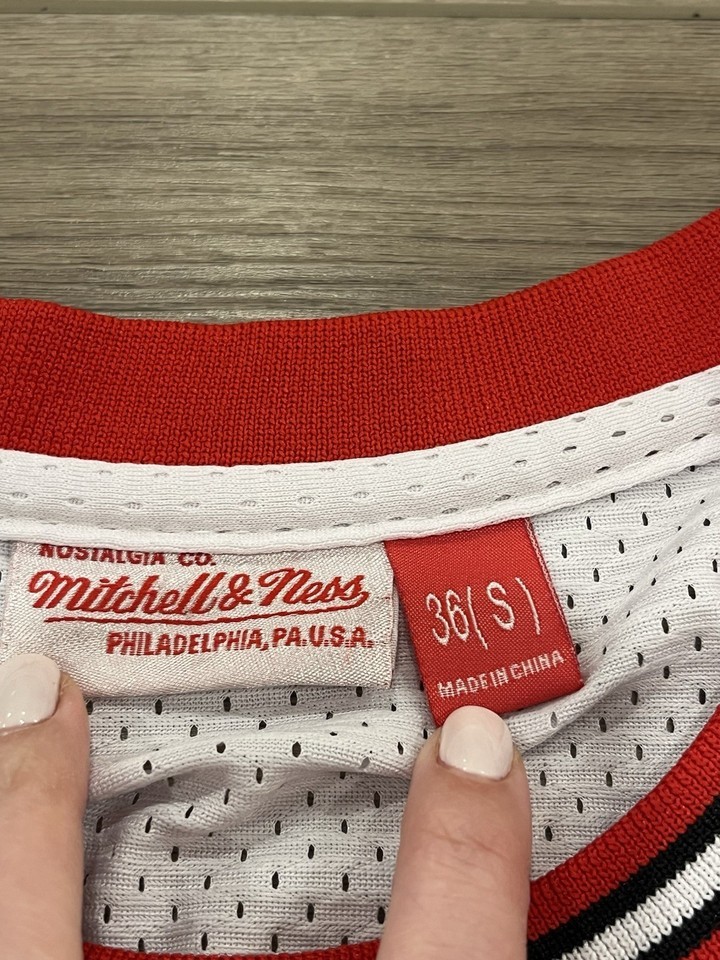 NOSTALGIA CO.
Mitchell & Ness
PHILADELPHIA, PA. U.S.A.
36(S)
MADE IN CHINA